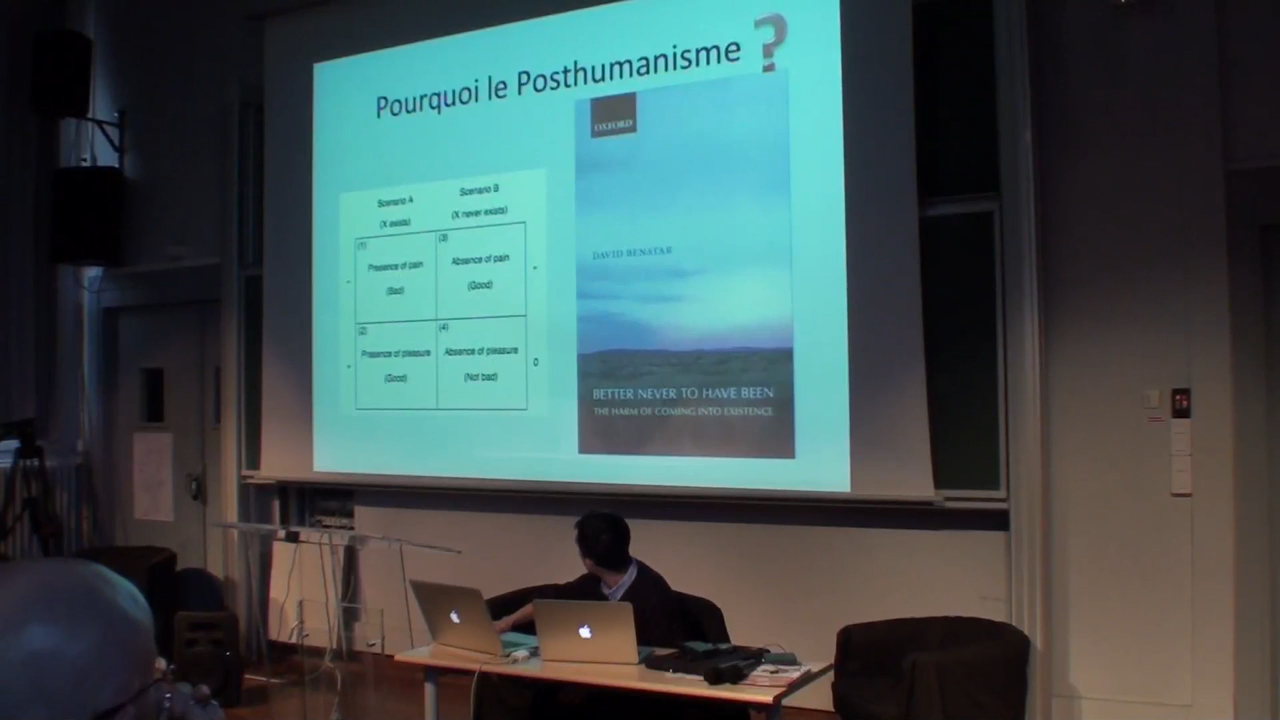 Pourquoi le Posthumanisme ?
Scenario A
(X exists)
Scenario B
(X never exists)
(1)
Presence of pain
(Bad)
(3)
Absence of pain
(Good)
(2)
Presence of pleasure
(Good)
(4)
Absence of pleasure
(Not bad)
0
OXFORD
DAVID BENATAR
BETTER NEVER TO HAVE BEEN
THE HARM OF COMING INTO EXISTENCE